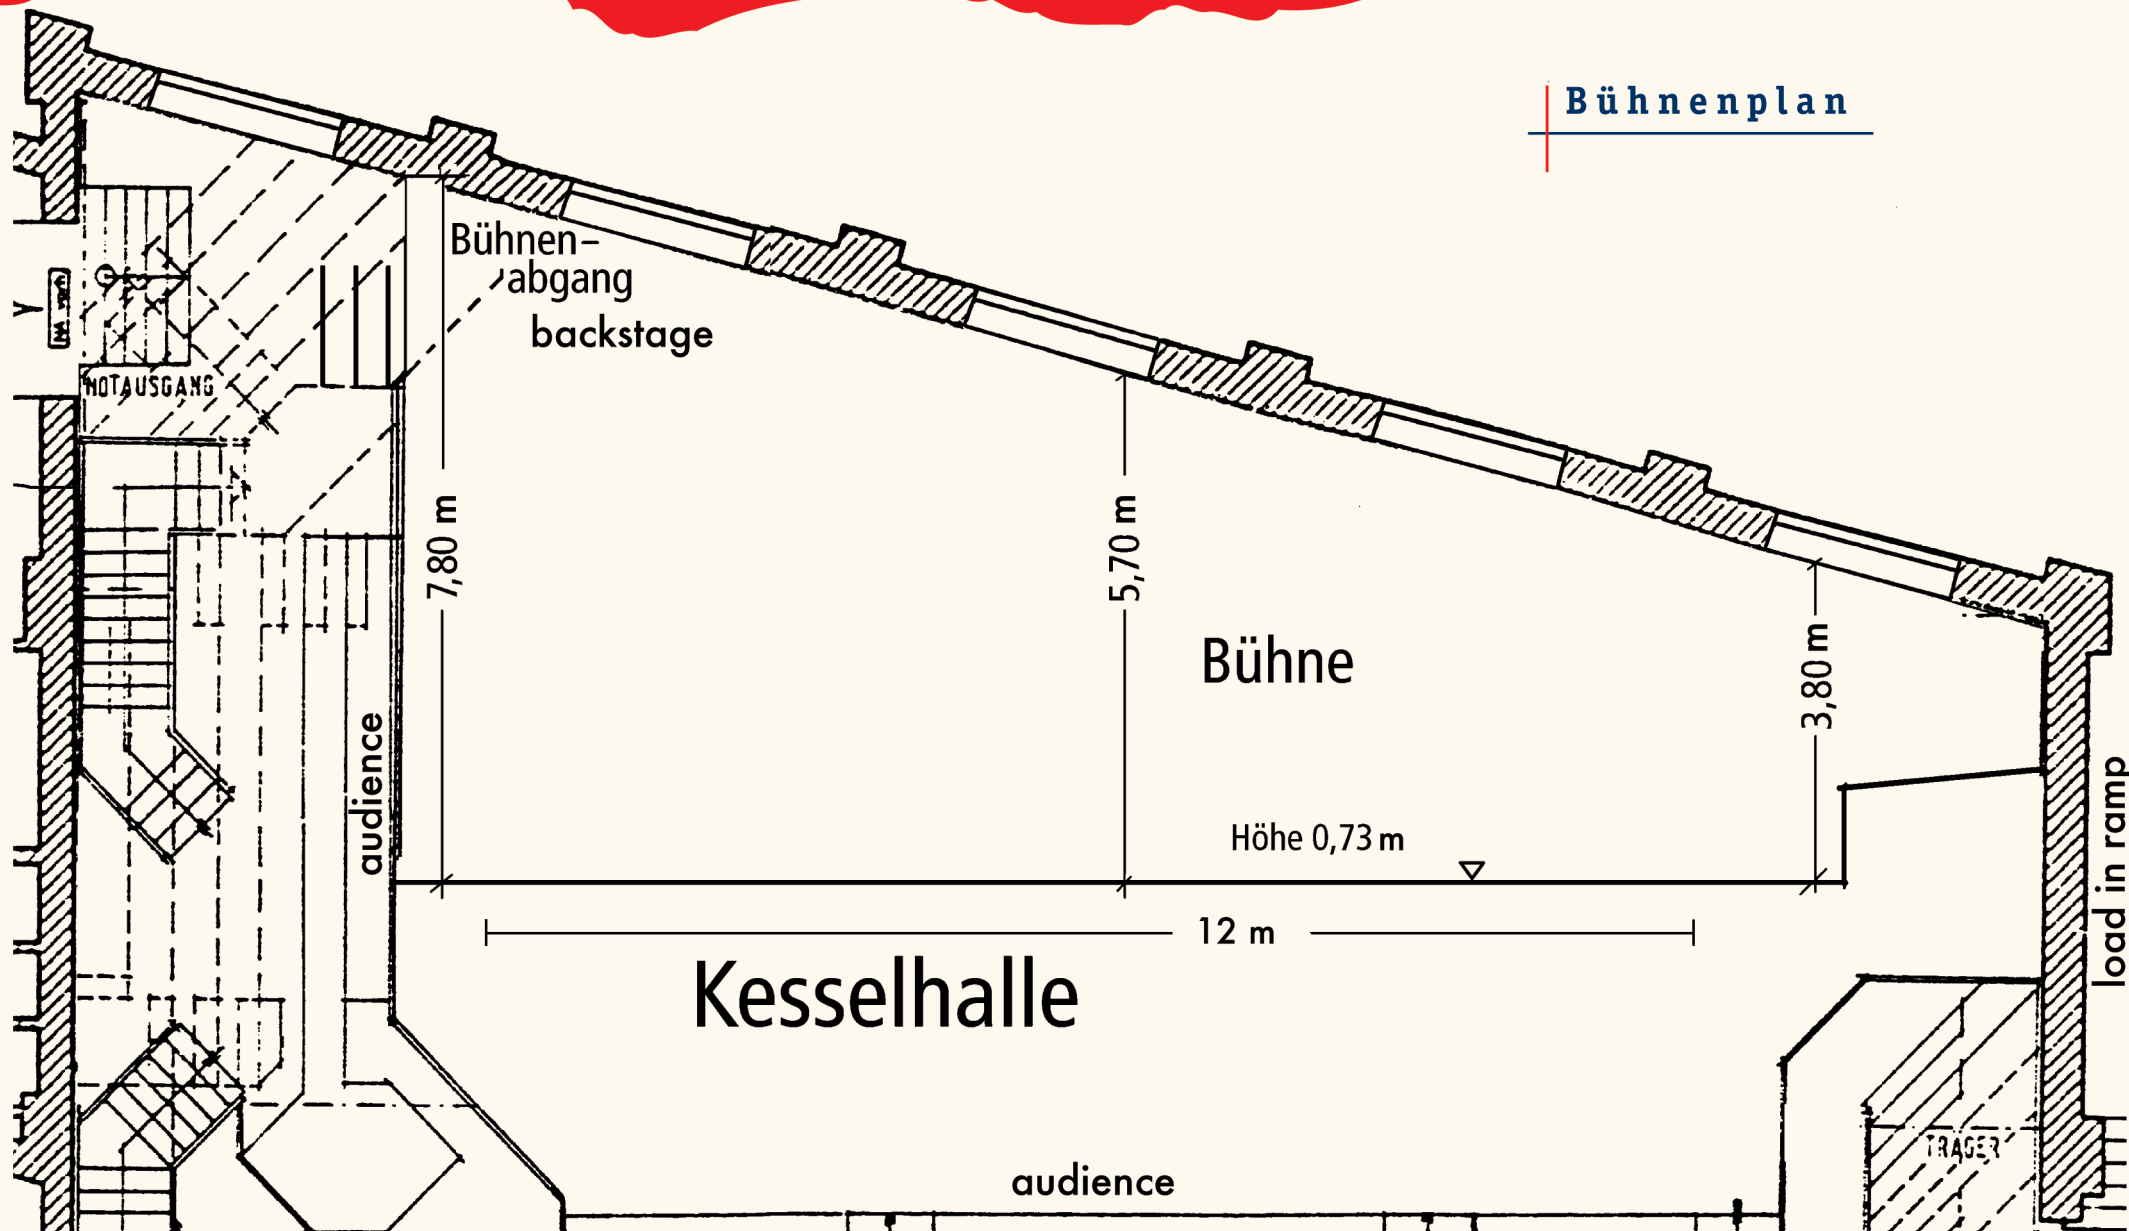 Bühnenplan
Bühnen-
abgang
backstage
NOTAUSGANG
7,80 m
5,70 m
3,80 m
Bühne
audience
Höhe 0,73 m
12 m
Kesselhalle
load in ramp
TRÄGER
audience